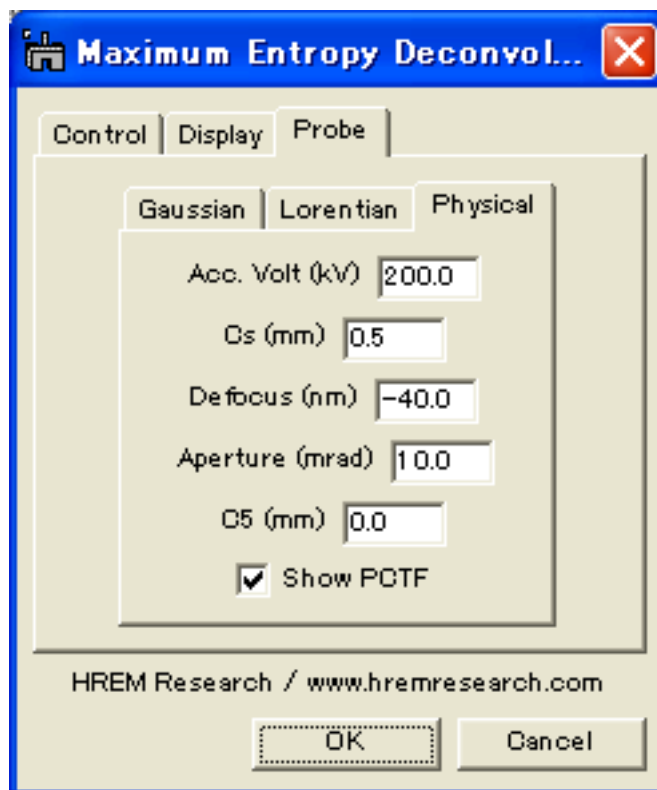 Maximum Entropy Deconvol...
Control Display Probe
Gaussian Lorentian Physical
Acc. Volt (kV) 200.0
Cs (mm) 0.5
Defocus (nm) -40.0
Aperture (mrad) 10.0
C5 (mm) 0.0
Show PCTF
HREM Research / www.hremresearch.com
OK Cancel